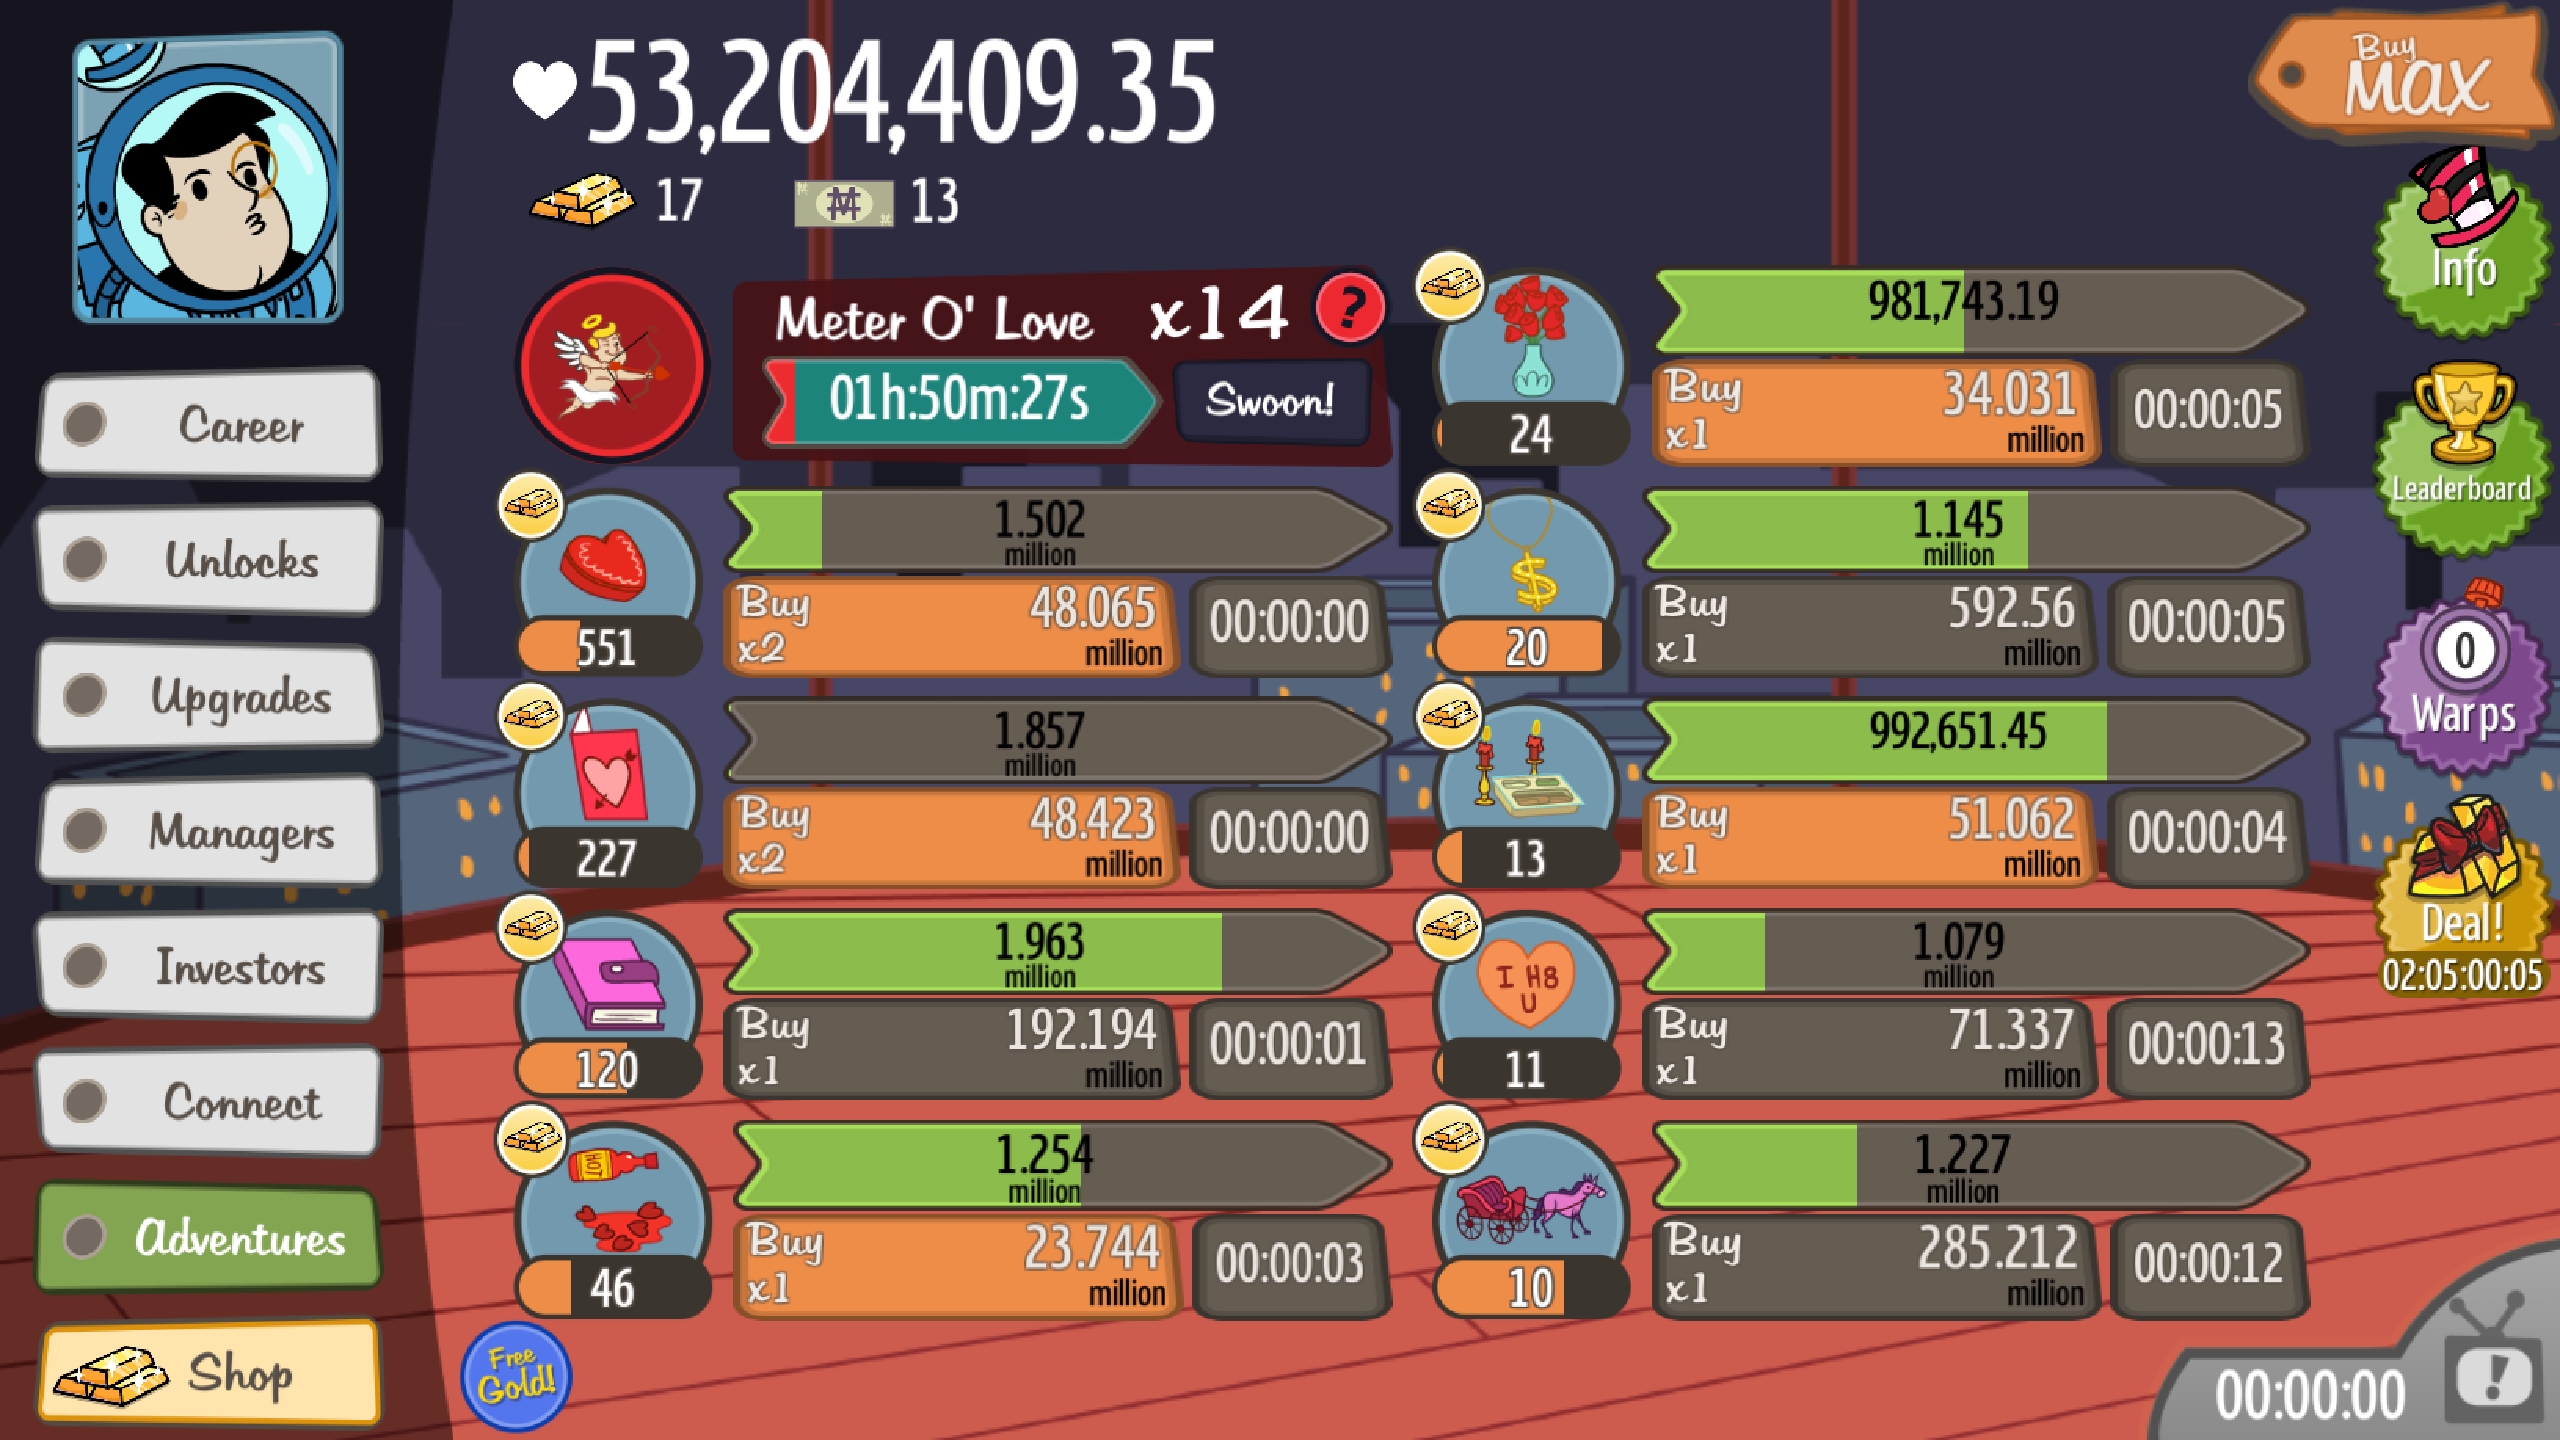 53,204,409.35
17
13
Buy
MAX
Info
Leaderboard
0
Warps
Deal!
02:05:00:05
Career
Unlocks
Upgrades
Managers
Investors
Connect
Adventures
Shop
Meter O' Love x14 ?
01h:50m:27s
Swoon!
551
1.502
million
Buy
x2
48.065
million
00:00:00
227
1.857
million
Buy
x2
48.423
million
00:00:00
120
1.963
million
Buy
x1
192.194
million
00:00:01
HOT
46
1.254
million
Buy
x1
23.744
million
00:00:03
24
981,743.19
Buy
x1
34.031
million
00:00:05
$
20
1.145
million
Buy
x1
592.56
million
00:00:05
13
992,651.45
Buy
x1
51.062
million
00:00:04
I H8
U
11
1.079
million
Buy
x1
71.337
million
00:00:13
10
1.227
million
Buy
x1
285.212
million
00:00:12
Free
Gold!
00:00:00
!